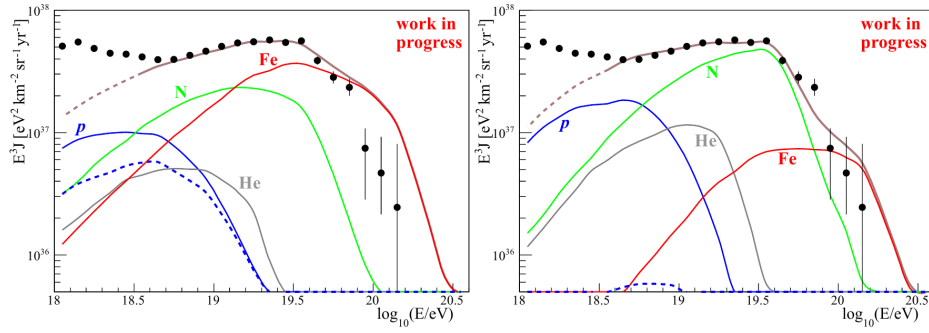 work in
progress
Fe
N
p
He
E³J [eV² km⁻² sr⁻¹ yr⁻¹]
10³⁸
10³⁷
10³⁶
18 18.5 19 19.5 20 20.5
log₁₀(E/eV)
work in
progress
N
p
He
Fe
E³J [eV² km⁻² sr⁻¹ yr⁻¹]
10³⁸
10³⁷
10³⁶
18 18.5 19 19.5 20 20.5
log₁₀(E/eV)